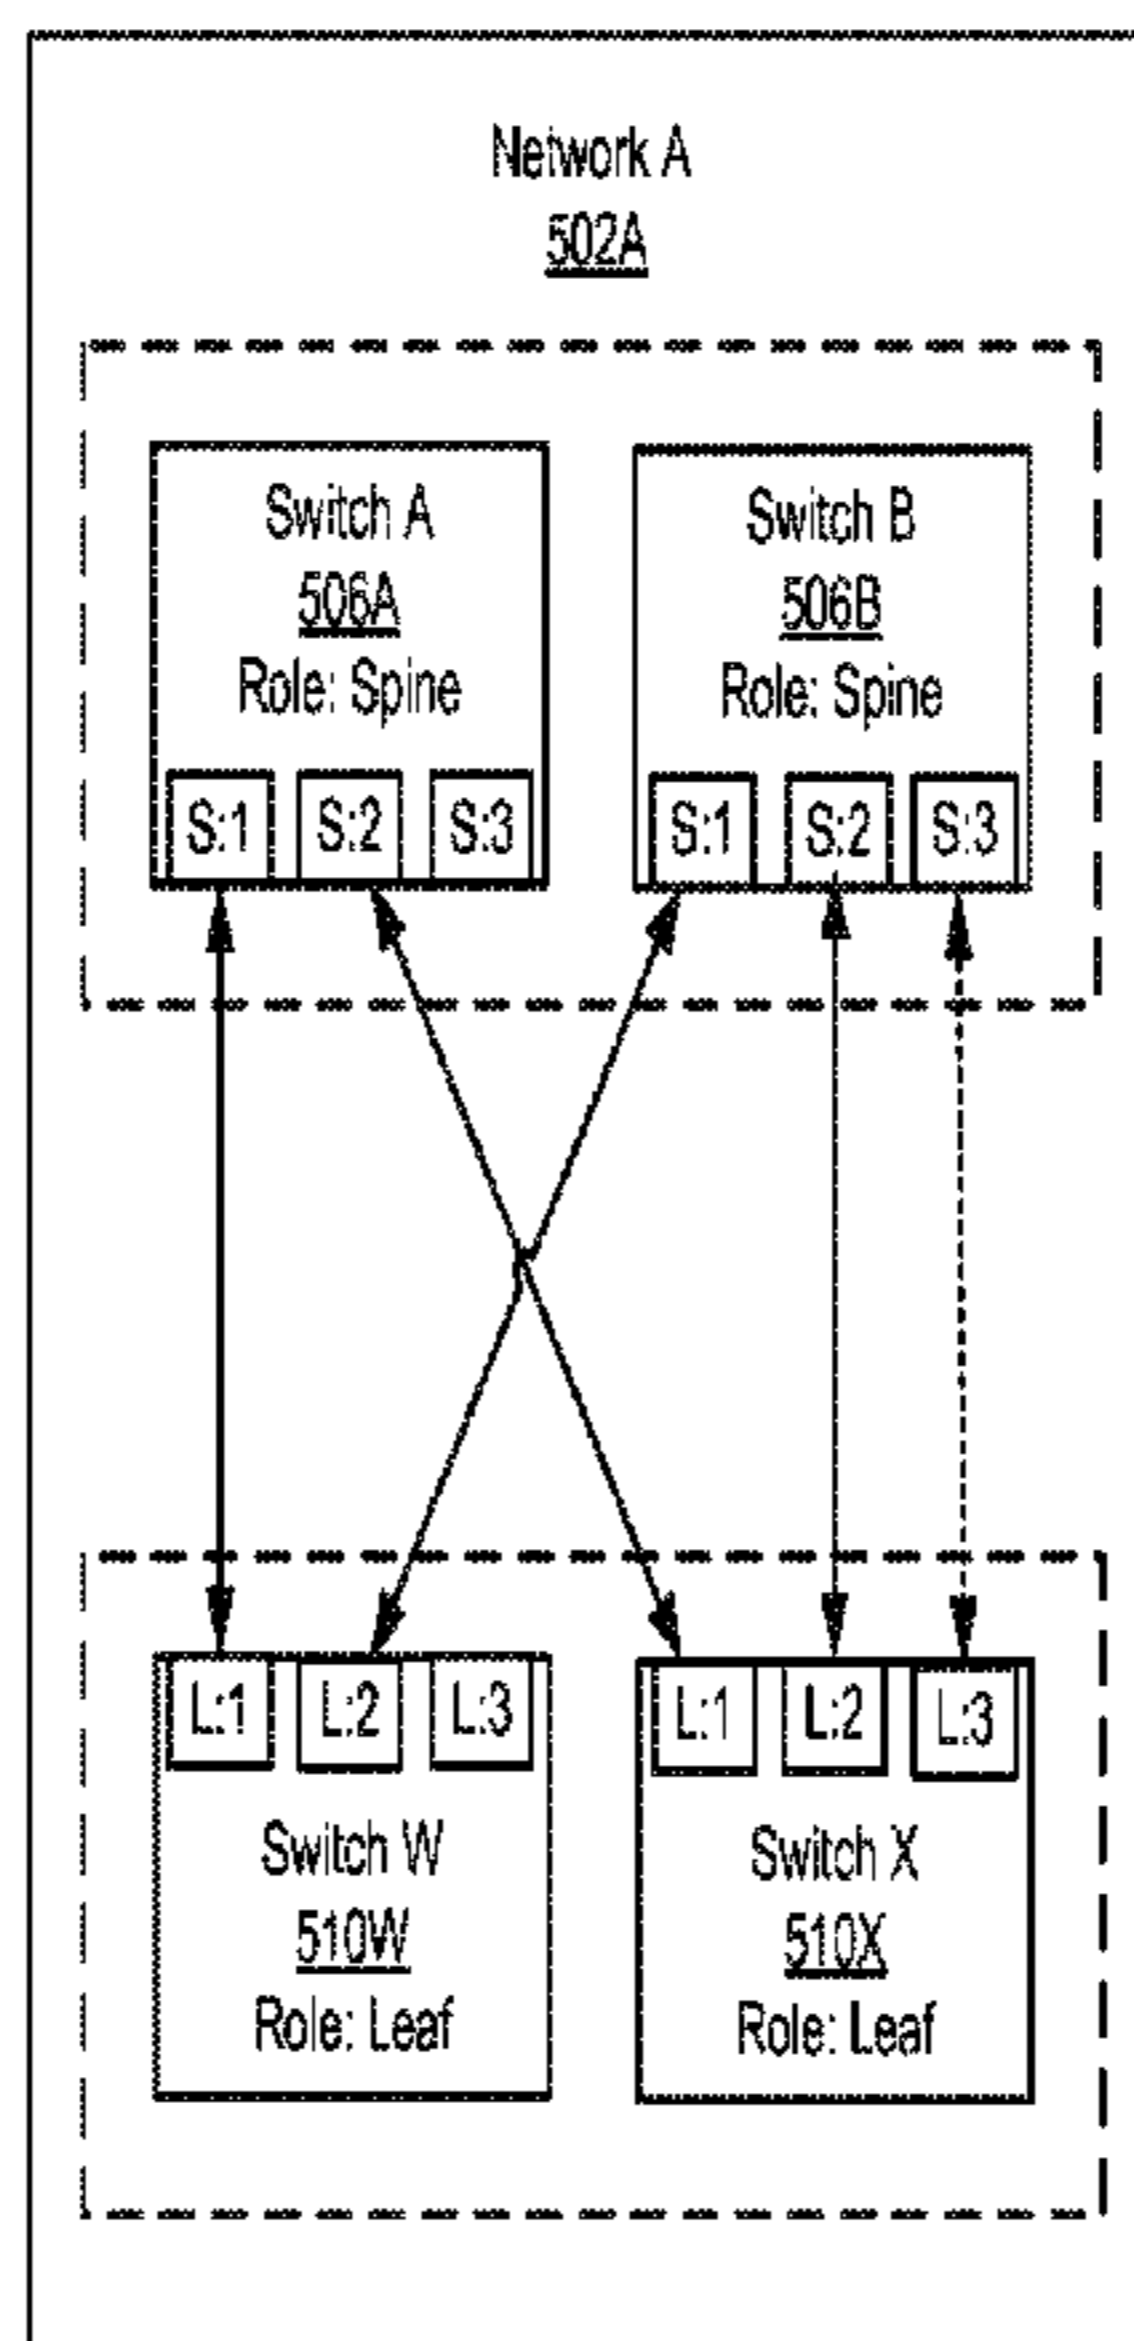 Network A
502A
Switch A
506A
Role: Spine
S:1 S:2 S:3
Switch B
506B
Role: Spine
S:1 S:2 S:3
L:1 L:2 L:3
Switch W
510W
Role: Leaf
L:1 L:2 L:3
Switch X
510X
Role: Leaf